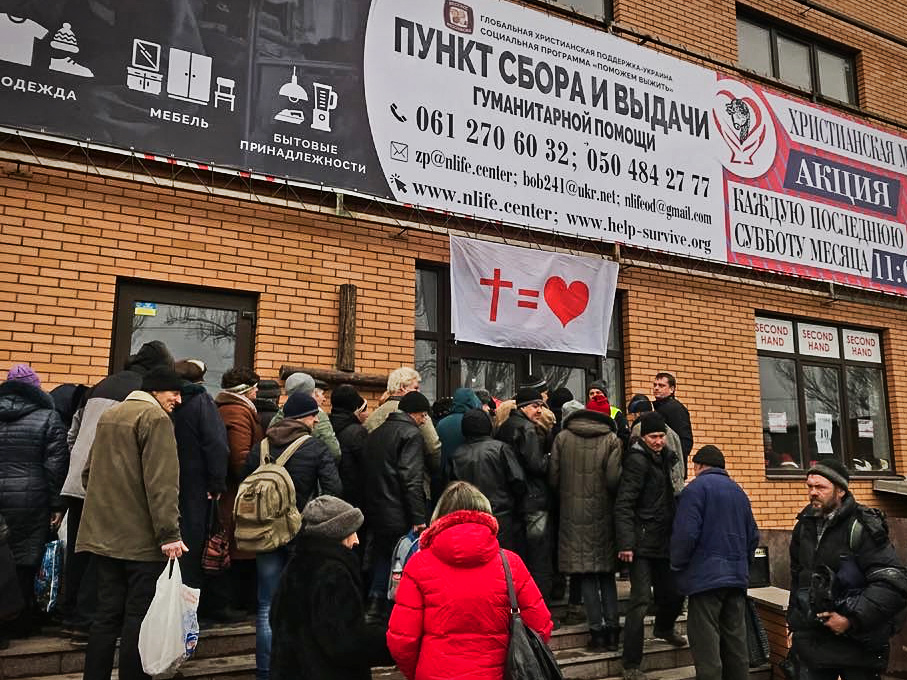 ОДЕЖДА
МЕБЕЛЬ
БЫТОВЫЕ
ПРИНАДЛЕЖНОСТИ
ГЛОБАЛЬНАЯ ХРИСТИАНСКАЯ ПОДДЕРЖКА-УКРАИНА
СОЦИАЛЬНАЯ ПРОГРАММА «ПОМОЖЕМ ВЫЖИТЬ»
ПУНКТ СБОРА И ВЫДАЧИ
ГУМАНИТАРНОЙ ПОМОЩИ
061 270 60 32; 050 484 27 77
zp@nlife.center; bob241@ukr.net; nlifeod@gmail.com
www.nlife.center; www.help-survive.org
ХРИСТИАНСКАЯ М
АКЦИЯ
КАЖДУЮ ПОСЛЕДНЮЮ
СУББОТУ МЕСЯЦА 11:0
=
SECOND HAND
SECOND HAND
SECOND HAND